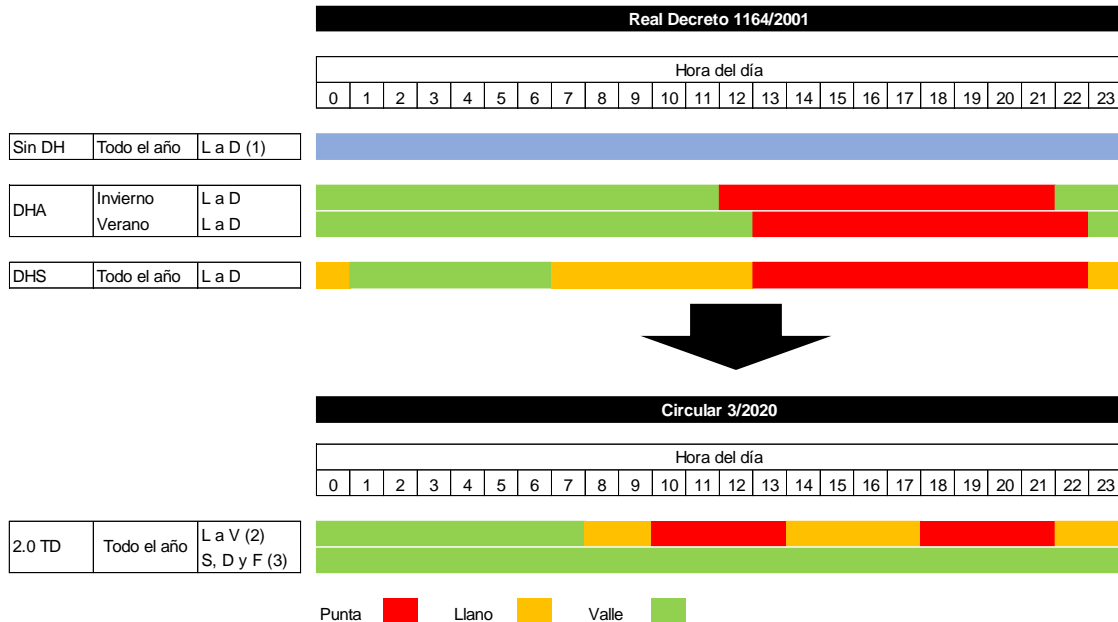 Real Decreto 1164/2001
Hora del día
0 1 2 3 4 5 6 7 8 9 10 11 12 13 14 15 16 17 18 19 20 21 22 23
Sin DH Todo el año L a D (1)
DHA Invierno L a D
Verano L a D
DHS Todo el año L a D
Circular 3/2020
Hora del día
0 1 2 3 4 5 6 7 8 9 10 11 12 13 14 15 16 17 18 19 20 21 22 23
2.0 TD Todo el año L a V (2)
S, D y F (3)
Punta Llano Valle